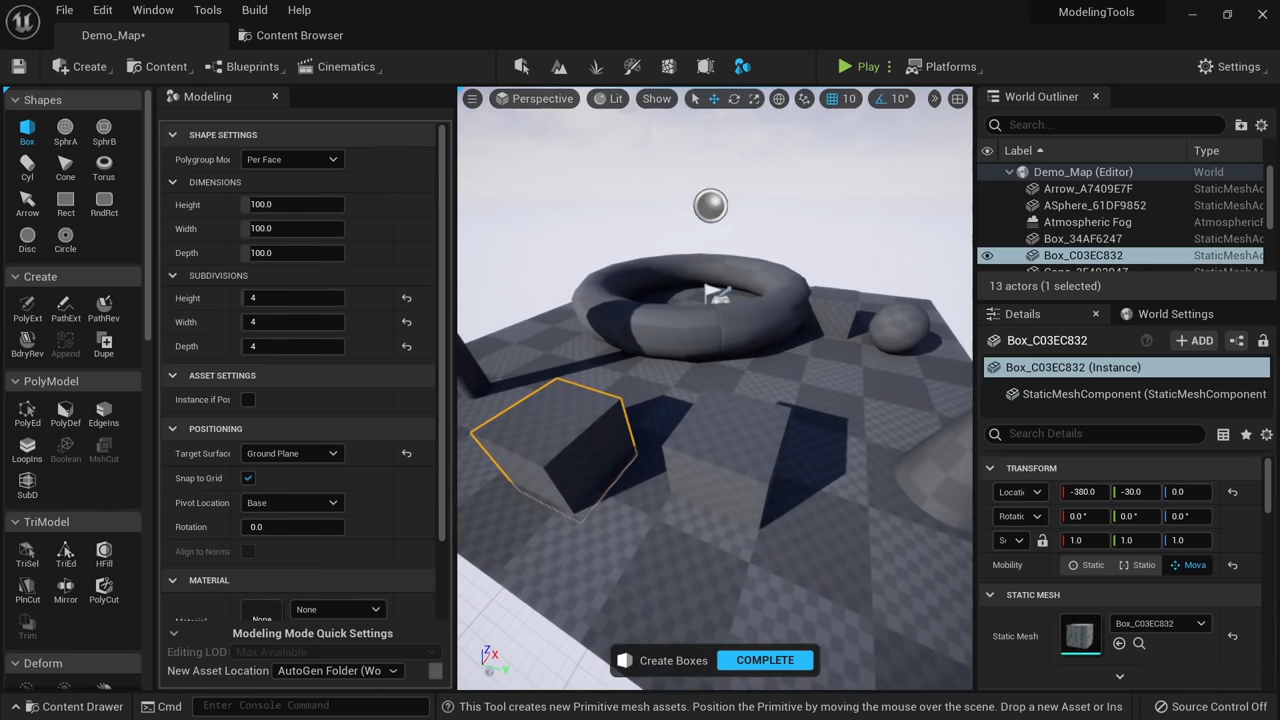 File Edit Window Tools Build Help
ModelingTools
Demo_Map*
Content Browser
Create
Content
Blueprints
Cinematics
Play
Platforms
Settings
Shapes
Box SphrA SphrB
Cyl Cone Torus
Arrow Rect RndRct
Disc Circle
Create
PolyExt PathExt PathRev
BdryRev Append Dupe
PolyModel
PolyEd PolyDef EdgeIns
LoopIns Boolean MshCut
SubD
TriModel
TriSel TriEd HFill
PlnCut Mirror PolyCut
Trim
Deform
Modeling
SHAPE SETTINGS
Polygroup Mod Per Face
DIMENSIONS
Height 100.0
Width 100.0
Depth 100.0
SUBDIVISIONS
Height 4
Width 4
Depth 4
ASSET SETTINGS
Instance if Pos
POSITIONING
Target Surface Ground Plane
Snap to Grid
Pivot Location Base
Rotation 0.0
Align to Norma
MATERIAL
Material None None
Modeling Mode Quick Settings
Editing LOD Max Available
New Asset Location AutoGen Folder (Wo
Perspective Lit Show 10 10°
Create Boxes COMPLETE
Z X
Y
World Outliner
Search...
Label Type
Demo_Map (Editor) World
Arrow_A7409E7F StaticMeshAc
ASphere_61DF9852 StaticMeshAc
Atmospheric Fog Atmospheric
Box_34AF6247 StaticMeshAc
Box_C03EC832 StaticMeshAc
13 actors (1 selected)
Details
World Settings
Box_C03EC832
ADD
Box_C03EC832 (Instance)
StaticMeshComponent (StaticMeshComponent
Search Details
TRANSFORM
Locati -380.0 -30.0 0.0
Rotatic 0.0° 0.0° 0.0°
Sc 1.0 1.0 1.0
Mobility Static Statio Mova
STATIC MESH
Static Mesh Box_C03EC832
Content Drawer
Cmd
Enter Console Command
This Tool creates new Primitive mesh assets. Position the Primitive by moving the mouse over the scene. Drop a new Asset or Ins
Source Control Off